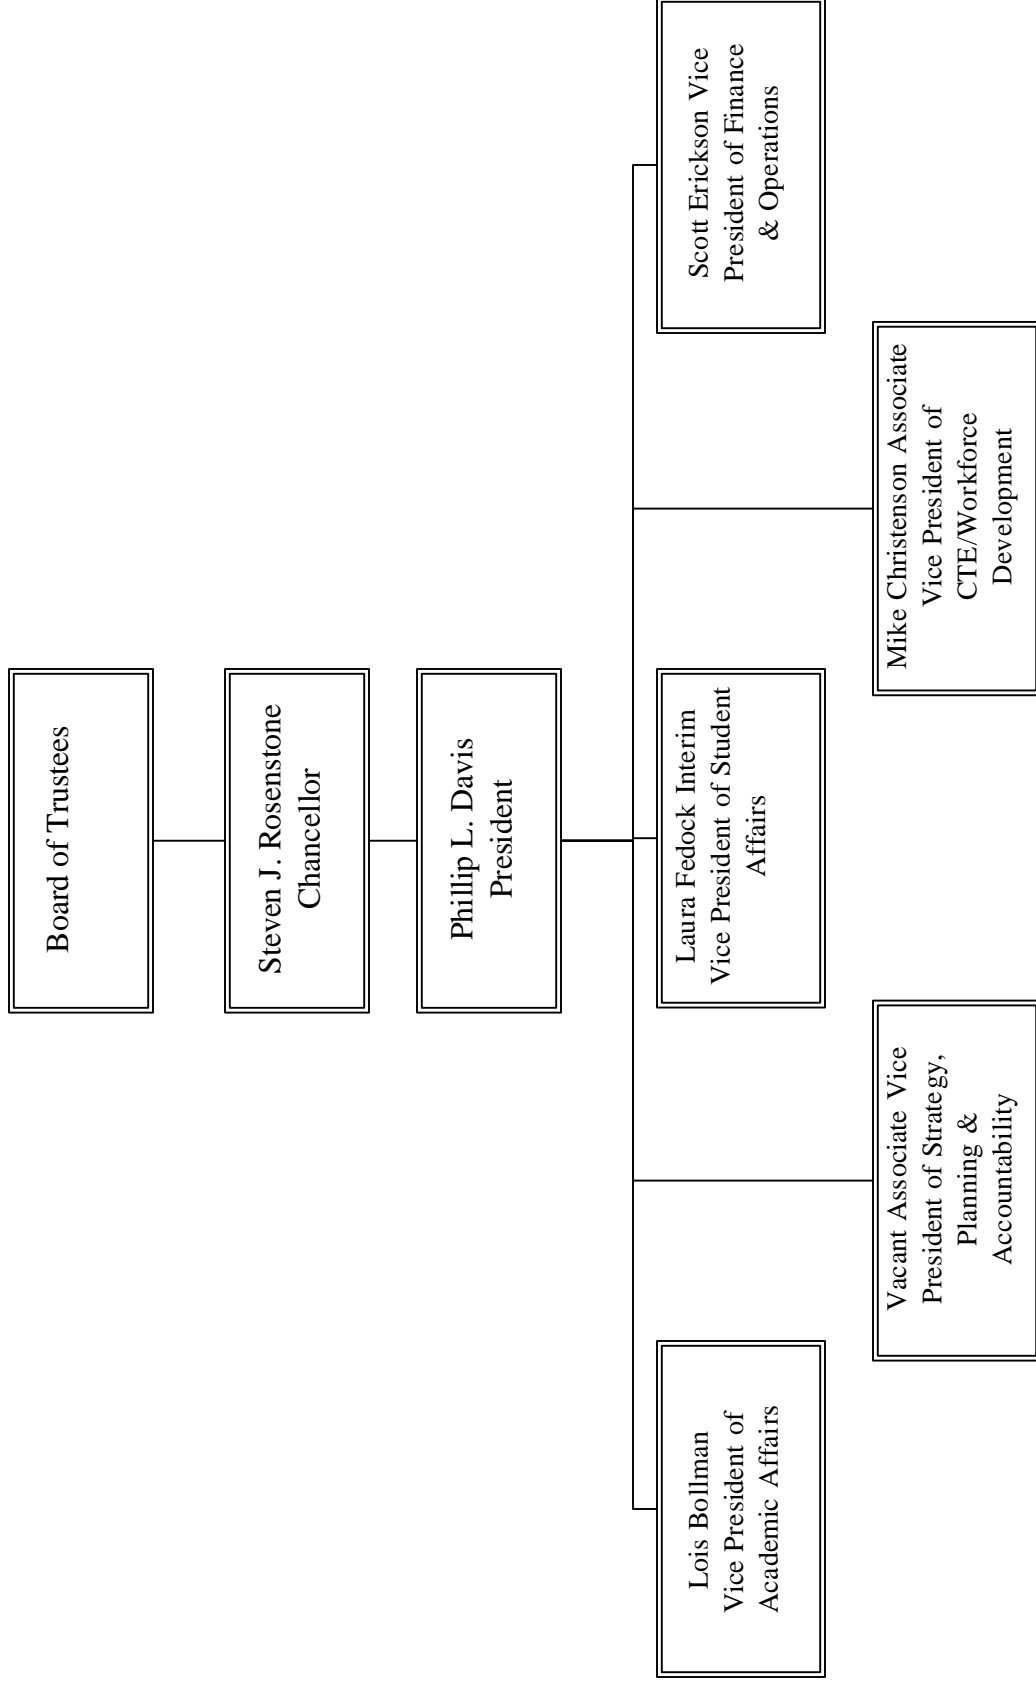 Board of Trustees
Steven J. Rosenstone
Chancellor
Phillip L. Davis
President
Lois Bollman
Vice President of
Academic Affairs
Laura Fedock Interim
Vice President of Student
Affairs
Scott Erickson Vice
President of Finance
& Operations
Vacant Associate Vice
President of Strategy,
Planning &
Accountability
Mike Christenson Associate
Vice President of
CTE/Workforce
Development